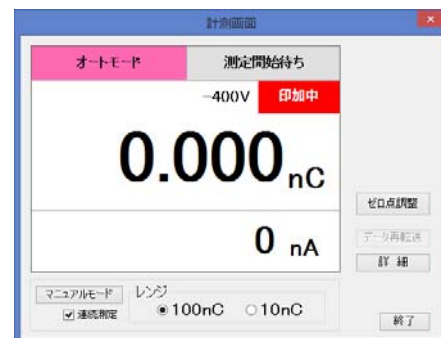 計測画面
オートモード 測定開始待ち
-400V 印加中
0.000 nC
0 nA
ゼロ点調整
データ再転送
詳 細
マニュアルモード
連続測定
レンジ
100nC 10nC
終了